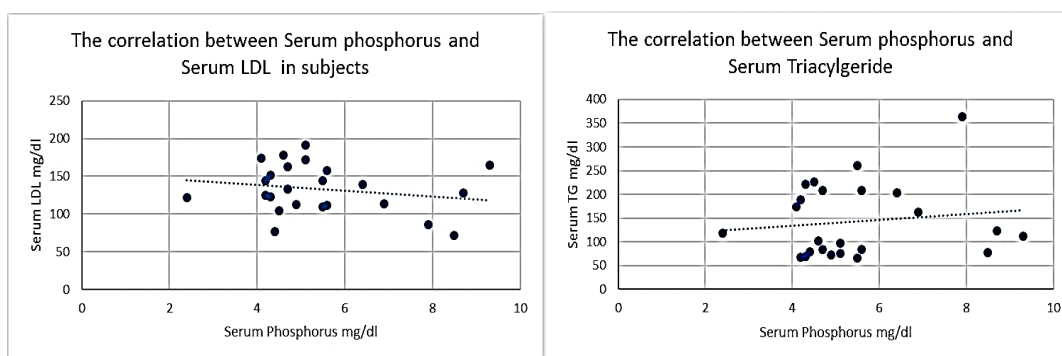 The correlation between Serum phosphorus and
Serum LDL in subjects
250
200
150
100
50
0
0 2 4 6 8 10
Serum LDL mg/dl
Serum Phosphorus mg/dl
The correlation between Serum phosphorus and
Serum Triacylgeride
400
350
300
250
200
150
100
50
0
0 2 4 6 8 10
Serum TG mg/dl
Serum Phosphorus mg/dl